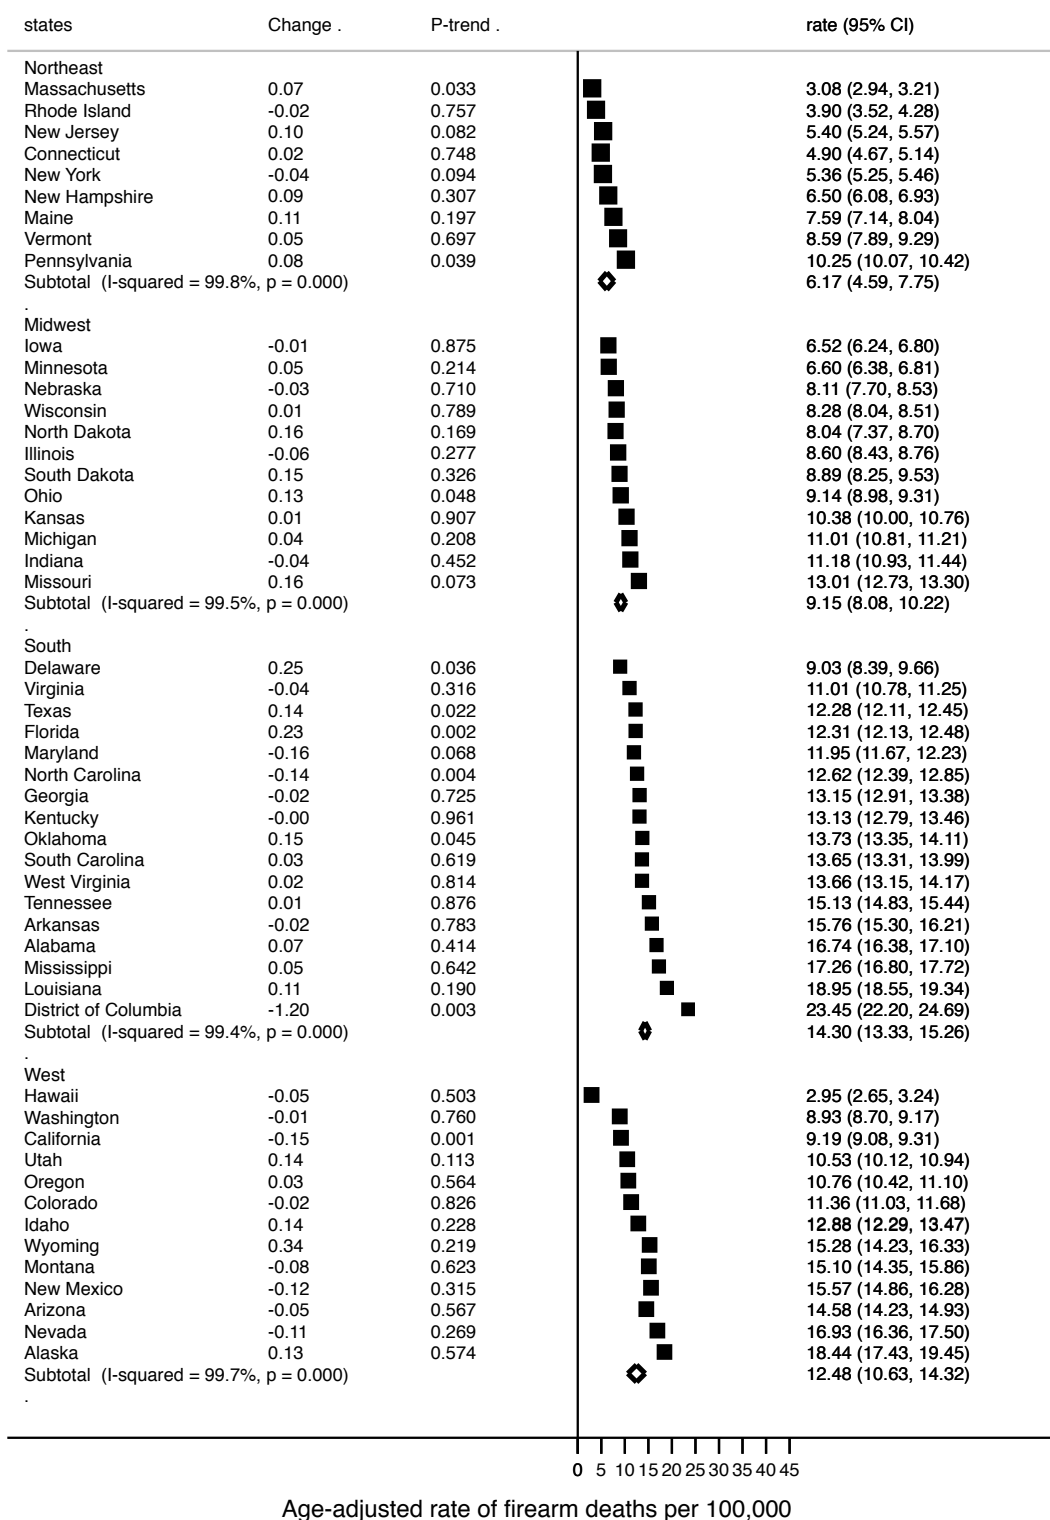 states Change . P-trend . rate (95% CI)
Northeast
Massachusetts 0.07 0.033 3.08 (2.94, 3.21)
Rhode Island -0.02 0.757 3.90 (3.52, 4.28)
New Jersey 0.10 0.082 5.40 (5.24, 5.57)
Connecticut 0.02 0.748 4.90 (4.67, 5.14)
New York -0.04 0.094 5.36 (5.25, 5.46)
New Hampshire 0.09 0.307 6.50 (6.08, 6.93)
Maine 0.11 0.197 7.59 (7.14, 8.04)
Vermont 0.05 0.697 8.59 (7.89, 9.29)
Pennsylvania 0.08 0.039 10.25 (10.07, 10.42)
Subtotal (I-squared = 99.8%, p = 0.000) 6.17 (4.59, 7.75)
.
Midwest
Iowa -0.01 0.875 6.52 (6.24, 6.80)
Minnesota 0.05 0.214 6.60 (6.38, 6.81)
Nebraska -0.03 0.710 8.11 (7.70, 8.53)
Wisconsin 0.01 0.789 8.28 (8.04, 8.51)
North Dakota 0.16 0.169 8.04 (7.37, 8.70)
Illinois -0.06 0.277 8.60 (8.43, 8.76)
South Dakota 0.15 0.326 8.89 (8.25, 9.53)
Ohio 0.13 0.048 9.14 (8.98, 9.31)
Kansas 0.01 0.907 10.38 (10.00, 10.76)
Michigan 0.04 0.208 11.01 (10.81, 11.21)
Indiana -0.04 0.452 11.18 (10.93, 11.44)
Missouri 0.16 0.073 13.01 (12.73, 13.30)
Subtotal (I-squared = 99.5%, p = 0.000) 9.15 (8.08, 10.22)
.
South
Delaware 0.25 0.036 9.03 (8.39, 9.66)
Virginia -0.04 0.316 11.01 (10.78, 11.25)
Texas 0.14 0.022 12.28 (12.11, 12.45)
Florida 0.23 0.002 12.31 (12.13, 12.48)
Maryland -0.16 0.068 11.95 (11.67, 12.23)
North Carolina -0.14 0.004 12.62 (12.39, 12.85)
Georgia -0.02 0.725 13.15 (12.91, 13.38)
Kentucky -0.00 0.961 13.13 (12.79, 13.46)
Oklahoma 0.15 0.045 13.73 (13.35, 14.11)
South Carolina 0.03 0.619 13.65 (13.31, 13.99)
West Virginia 0.02 0.814 13.66 (13.15, 14.17)
Tennessee 0.01 0.876 15.13 (14.83, 15.44)
Arkansas -0.02 0.783 15.76 (15.30, 16.21)
Alabama 0.07 0.414 16.74 (16.38, 17.10)
Mississippi 0.05 0.642 17.26 (16.80, 17.72)
Louisiana 0.11 0.190 18.95 (18.55, 19.34)
District of Columbia -1.20 0.003 23.45 (22.20, 24.69)
Subtotal (I-squared = 99.4%, p = 0.000) 14.30 (13.33, 15.26)
.
West
Hawaii -0.05 0.503 2.95 (2.65, 3.24)
Washington -0.01 0.760 8.93 (8.70, 9.17)
California -0.15 0.001 9.19 (9.08, 9.31)
Utah 0.14 0.113 10.53 (10.12, 10.94)
Oregon 0.03 0.564 10.76 (10.42, 11.10)
Colorado -0.02 0.826 11.36 (11.03, 11.68)
Idaho 0.14 0.228 12.88 (12.29, 13.47)
Wyoming 0.34 0.219 15.28 (14.23, 16.33)
Montana -0.08 0.623 15.10 (14.35, 15.86)
New Mexico -0.12 0.315 15.57 (14.86, 16.28)
Arizona -0.05 0.567 14.58 (14.23, 14.93)
Nevada -0.11 0.269 16.93 (16.36, 17.50)
Alaska 0.13 0.574 18.44 (17.43, 19.45)
Subtotal (I-squared = 99.7%, p = 0.000) 12.48 (10.63, 14.32)
.
0 5 10 15 20 25 30 35 40 45
Age-adjusted rate of firearm deaths per 100,000